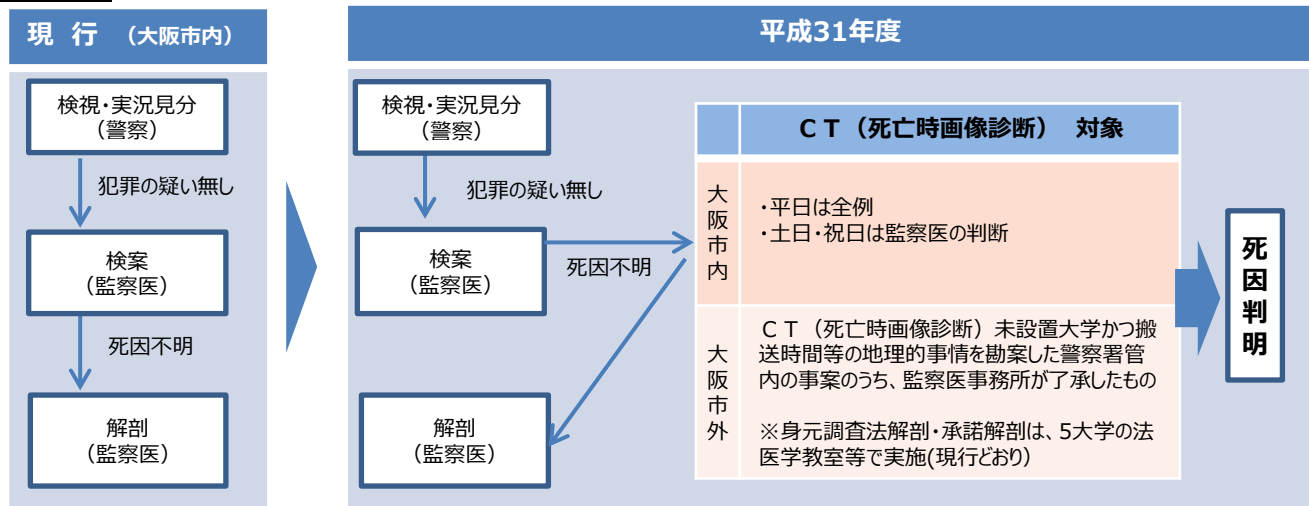 現 行 （大阪市内）
検視・実況見分
（警察）
犯罪の疑い無し
検案
（監察医）
死因不明
解剖
（監察医）
平成31年度
検視・実況見分
（警察）
犯罪の疑い無し
検案
（監察医）
死因不明
解剖
（監察医）
ＣＴ（死亡時画像診断） 対象
大阪市内
・平日は全例
・土日・祝日は監察医の判断
大阪市外
ＣＴ（死亡時画像診断）未設置大学かつ搬
送時間等の地理的事情を勘案した警察署管
内の事案のうち、監察医事務所が了承したもの
※身元調査法解剖・承諾解剖は、5大学の法
医学教室等で実施(現行どおり）
死因判明